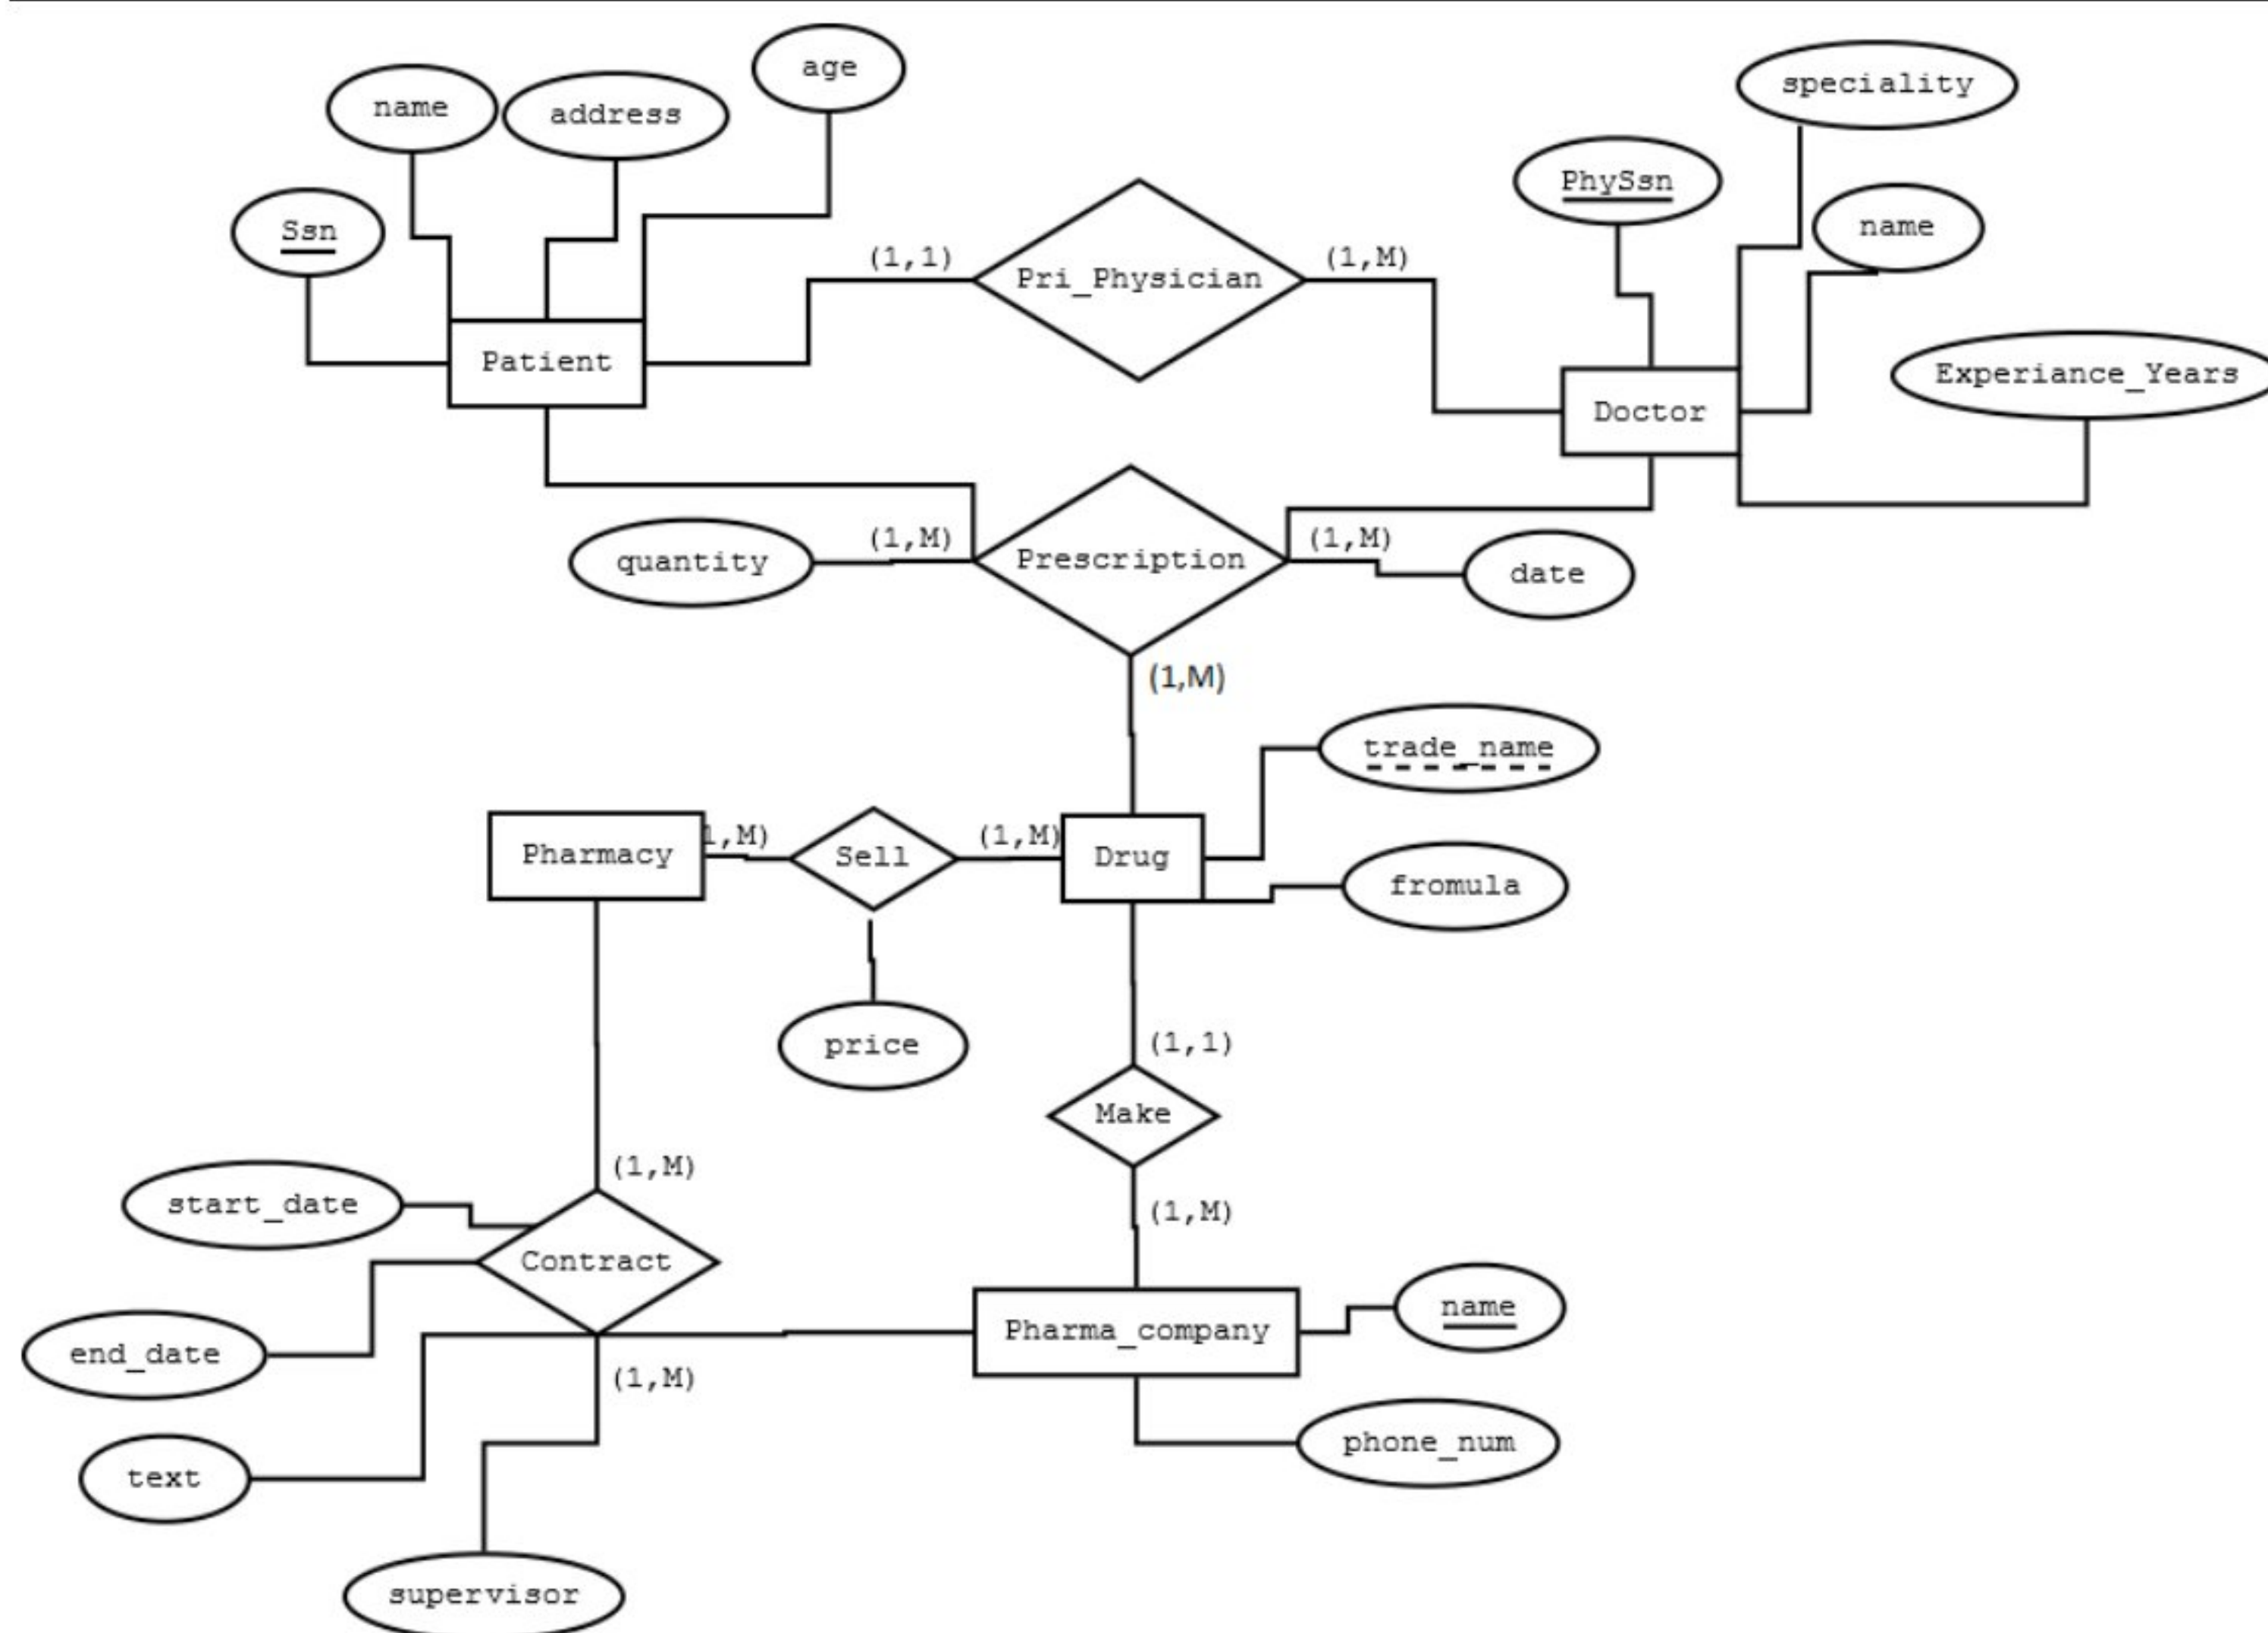 age
speciality
name
address
PhySsn
Ssn
name
(1,1)
Pri_Physician
(1,M)
Patient
Experiance_Years
Doctor
quantity
(1,M)
Prescription
(1,M)
date
(1,M)
trade_name
Pharmacy
1,M)
Sell
(1,M)
Drug
fromula
price
(1,1)
Make
(1,M)
start_date
(1,M)
Contract
name
Pharma_company
end_date
(1,M)
phone_num
text
supervisor